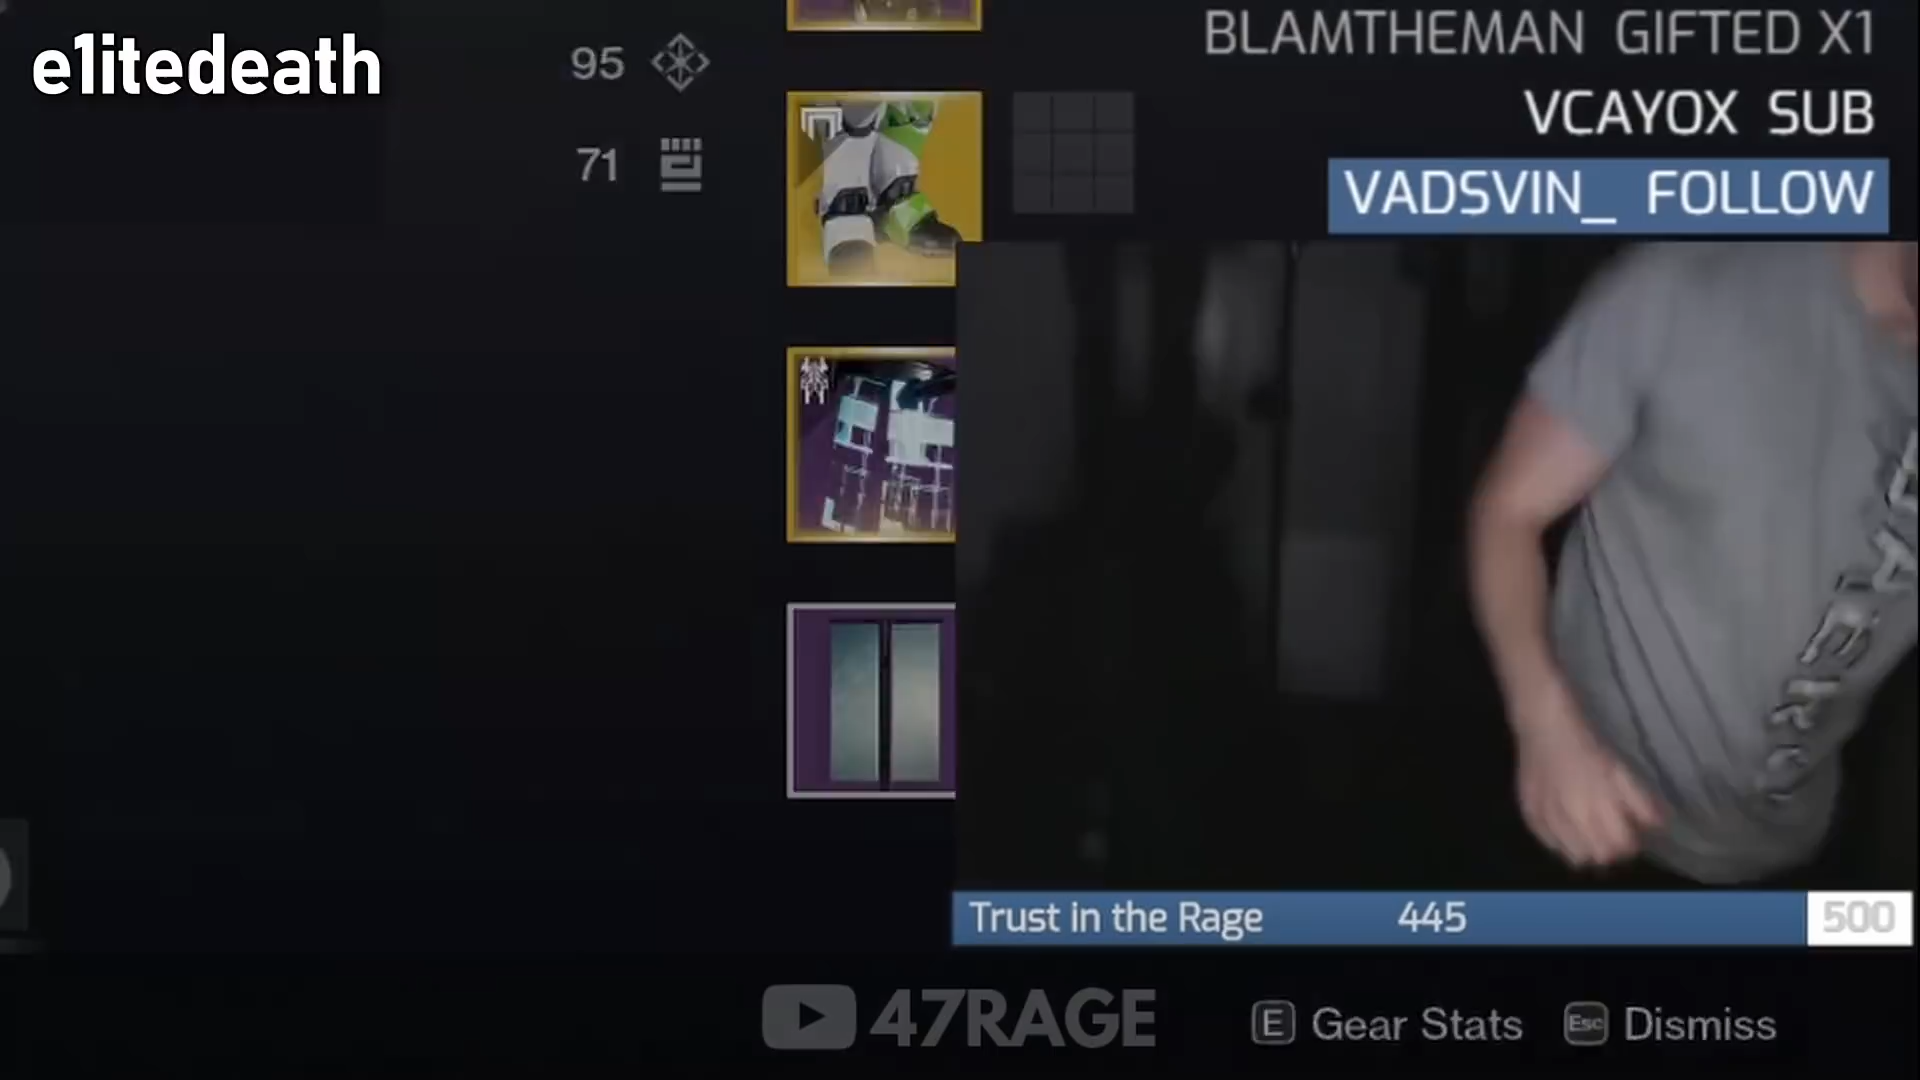 e1itedeath
95
71
BLAMTHEMAN GIFTED X1
VCAYOX SUB
VADSVIN_ FOLLOW
Trust in the Rage 445 500
47RAGE
E Gear Stats Esc Dismiss